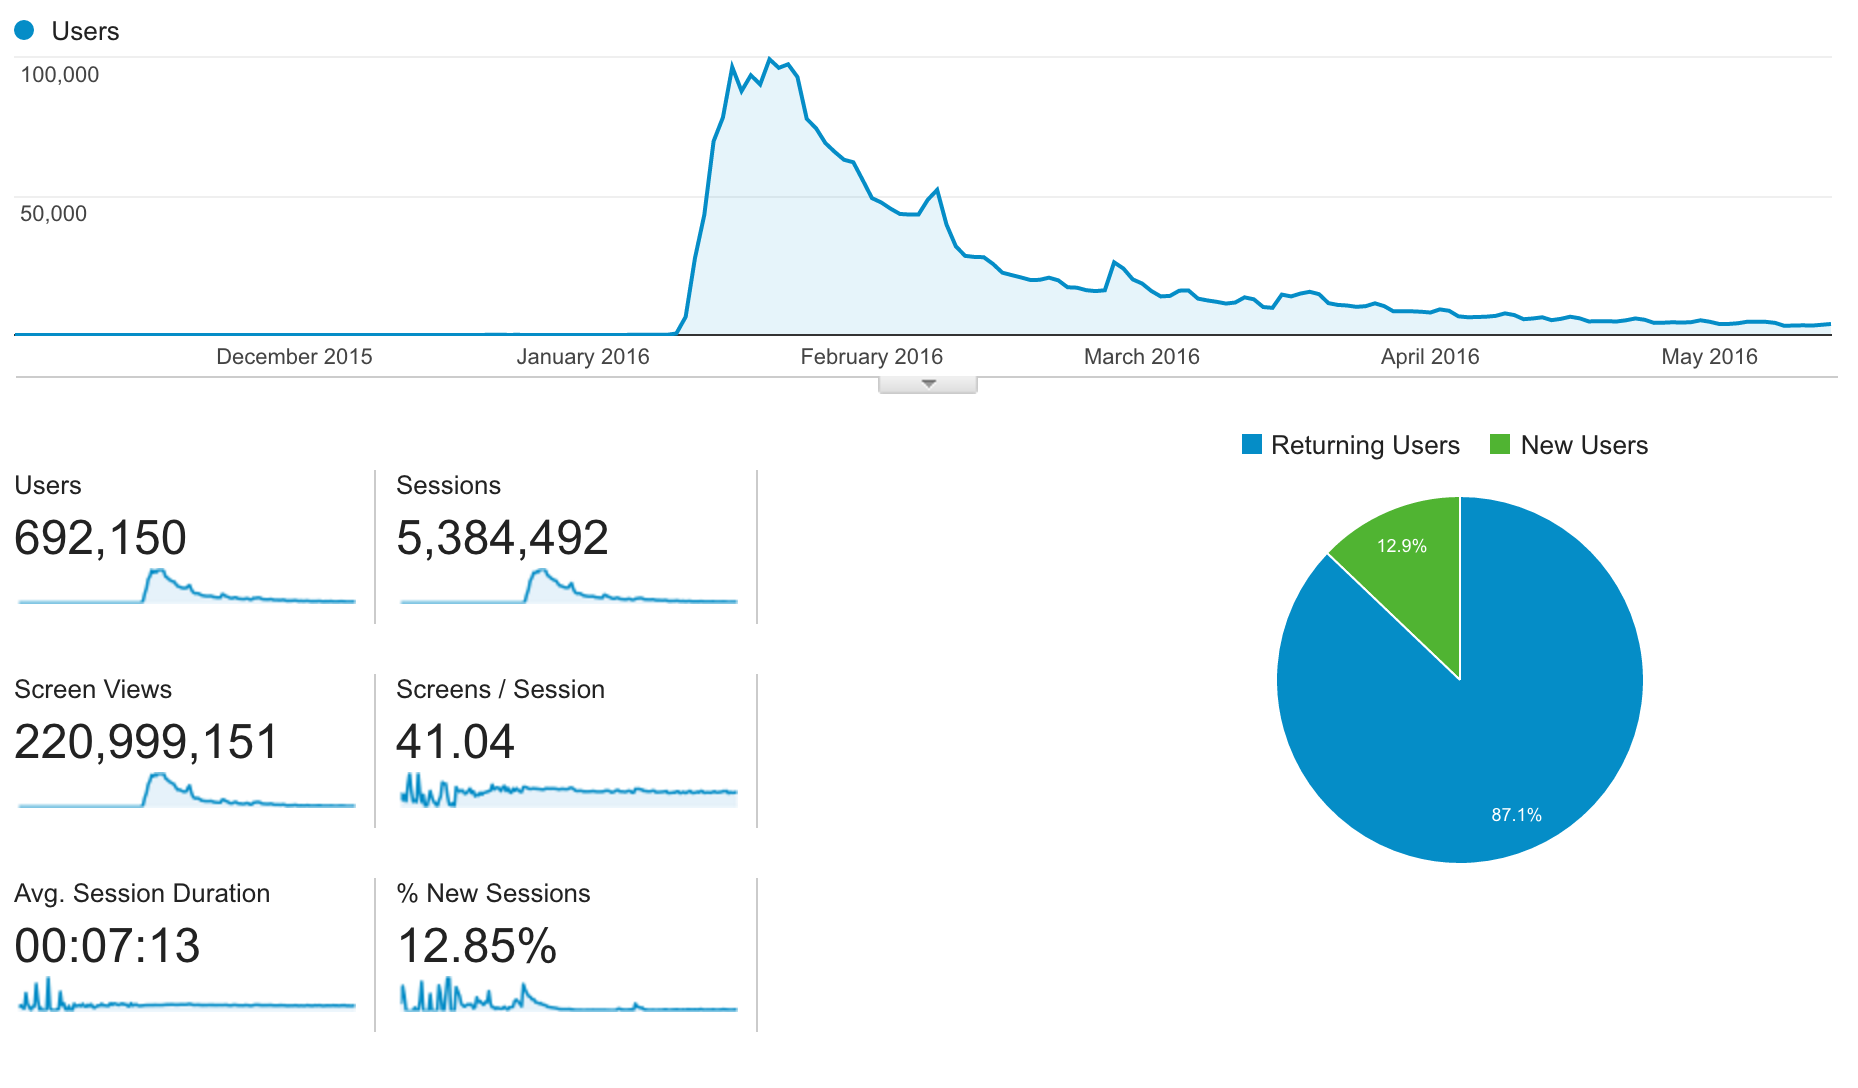 Users
100,000
50,000
December 2015 January 2016 February 2016 March 2016 April 2016 May 2016
Returning Users New Users
Users Sessions
692,150 5,384,492
12.9%
87.1%
Screen Views Screens / Session
220,999,151 41.04
Avg. Session Duration % New Sessions
00:07:13 12.85%